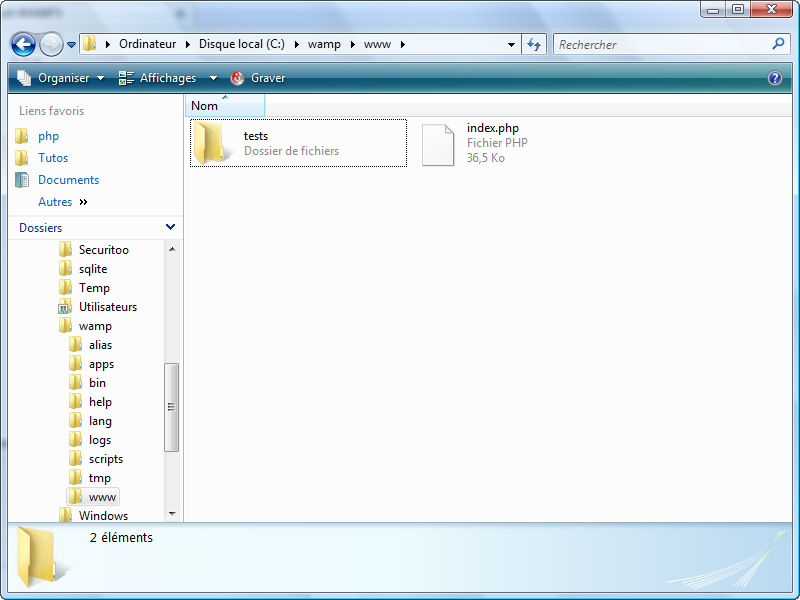 Ordinateur Disque local (C:) wamp www
Rechercher
Organiser Affichages Graver
Liens favoris
php
Tutos
Documents
Autres »
Dossiers
Securitoo
sqlite
Temp
Utilisateurs
wamp
alias
apps
bin
help
lang
logs
scripts
tmp
www
Windows
Nom
tests
Dossier de fichiers
index.php
Fichier PHP
36,5 Ko
2 éléments